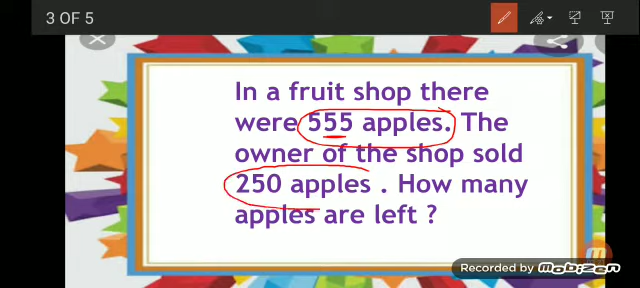 3 OF 5
In a fruit shop there
were 555 apples. The
owner of the shop sold
250 apples . How many
apples are left ?
Recorded by Mobizen